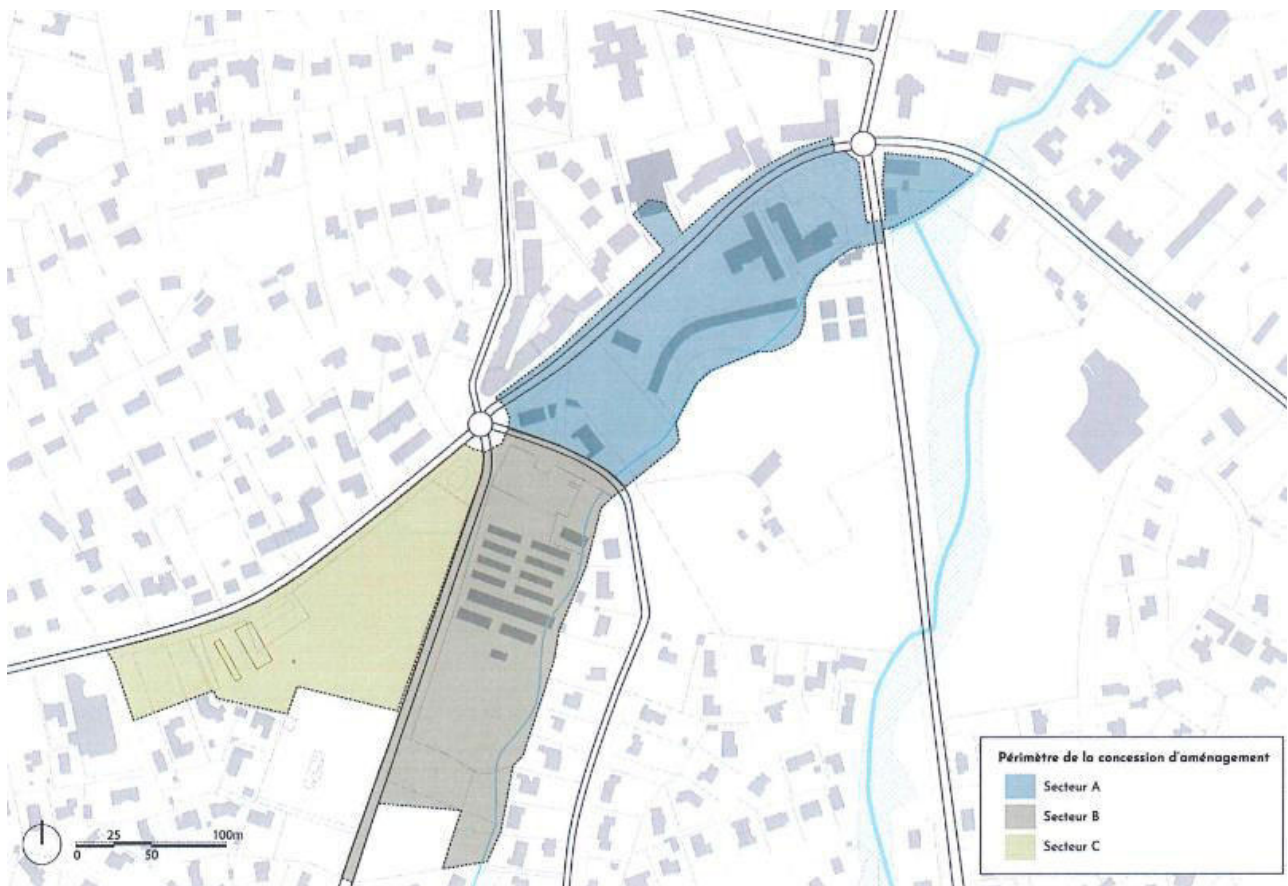 Périmètre de la concession d'aménagement
Secteur A
Secteur B
Secteur C
25 100m
0 50